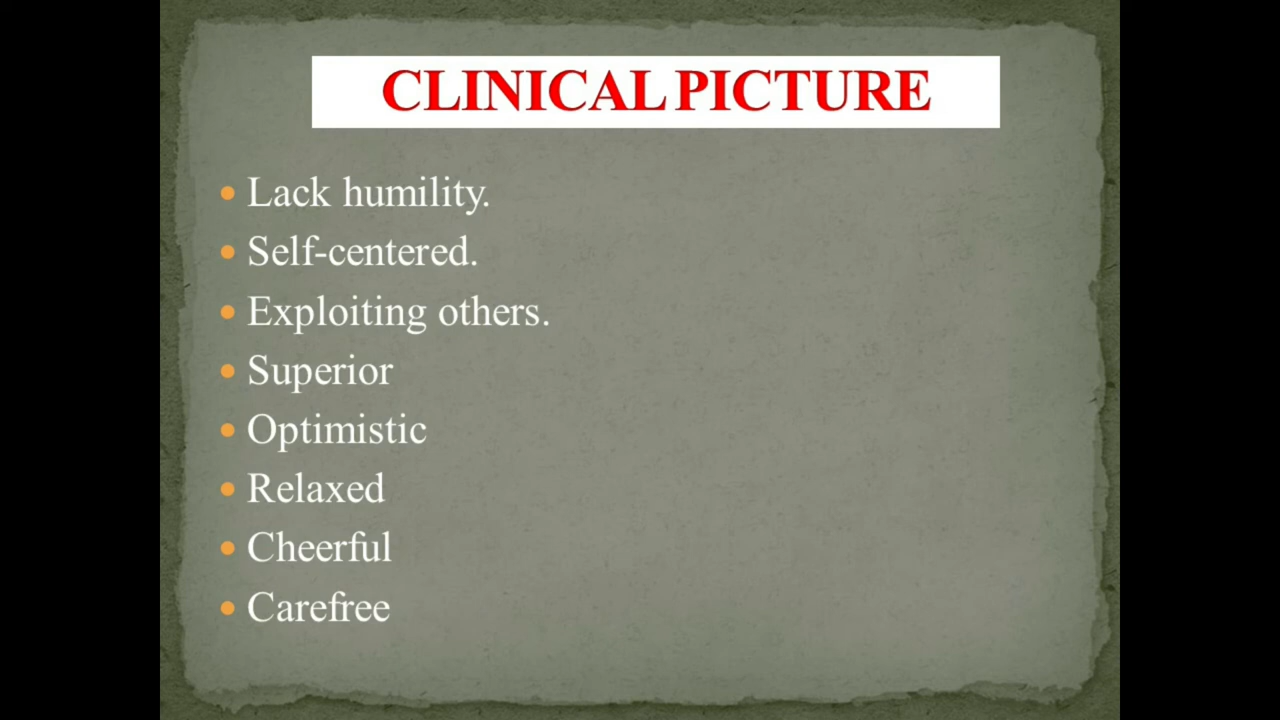 CLINICAL PICTURE
• Lack humility.
• Self-centered.
• Exploiting others.
• Superior
• Optimistic
• Relaxed
• Cheerful
• Carefree